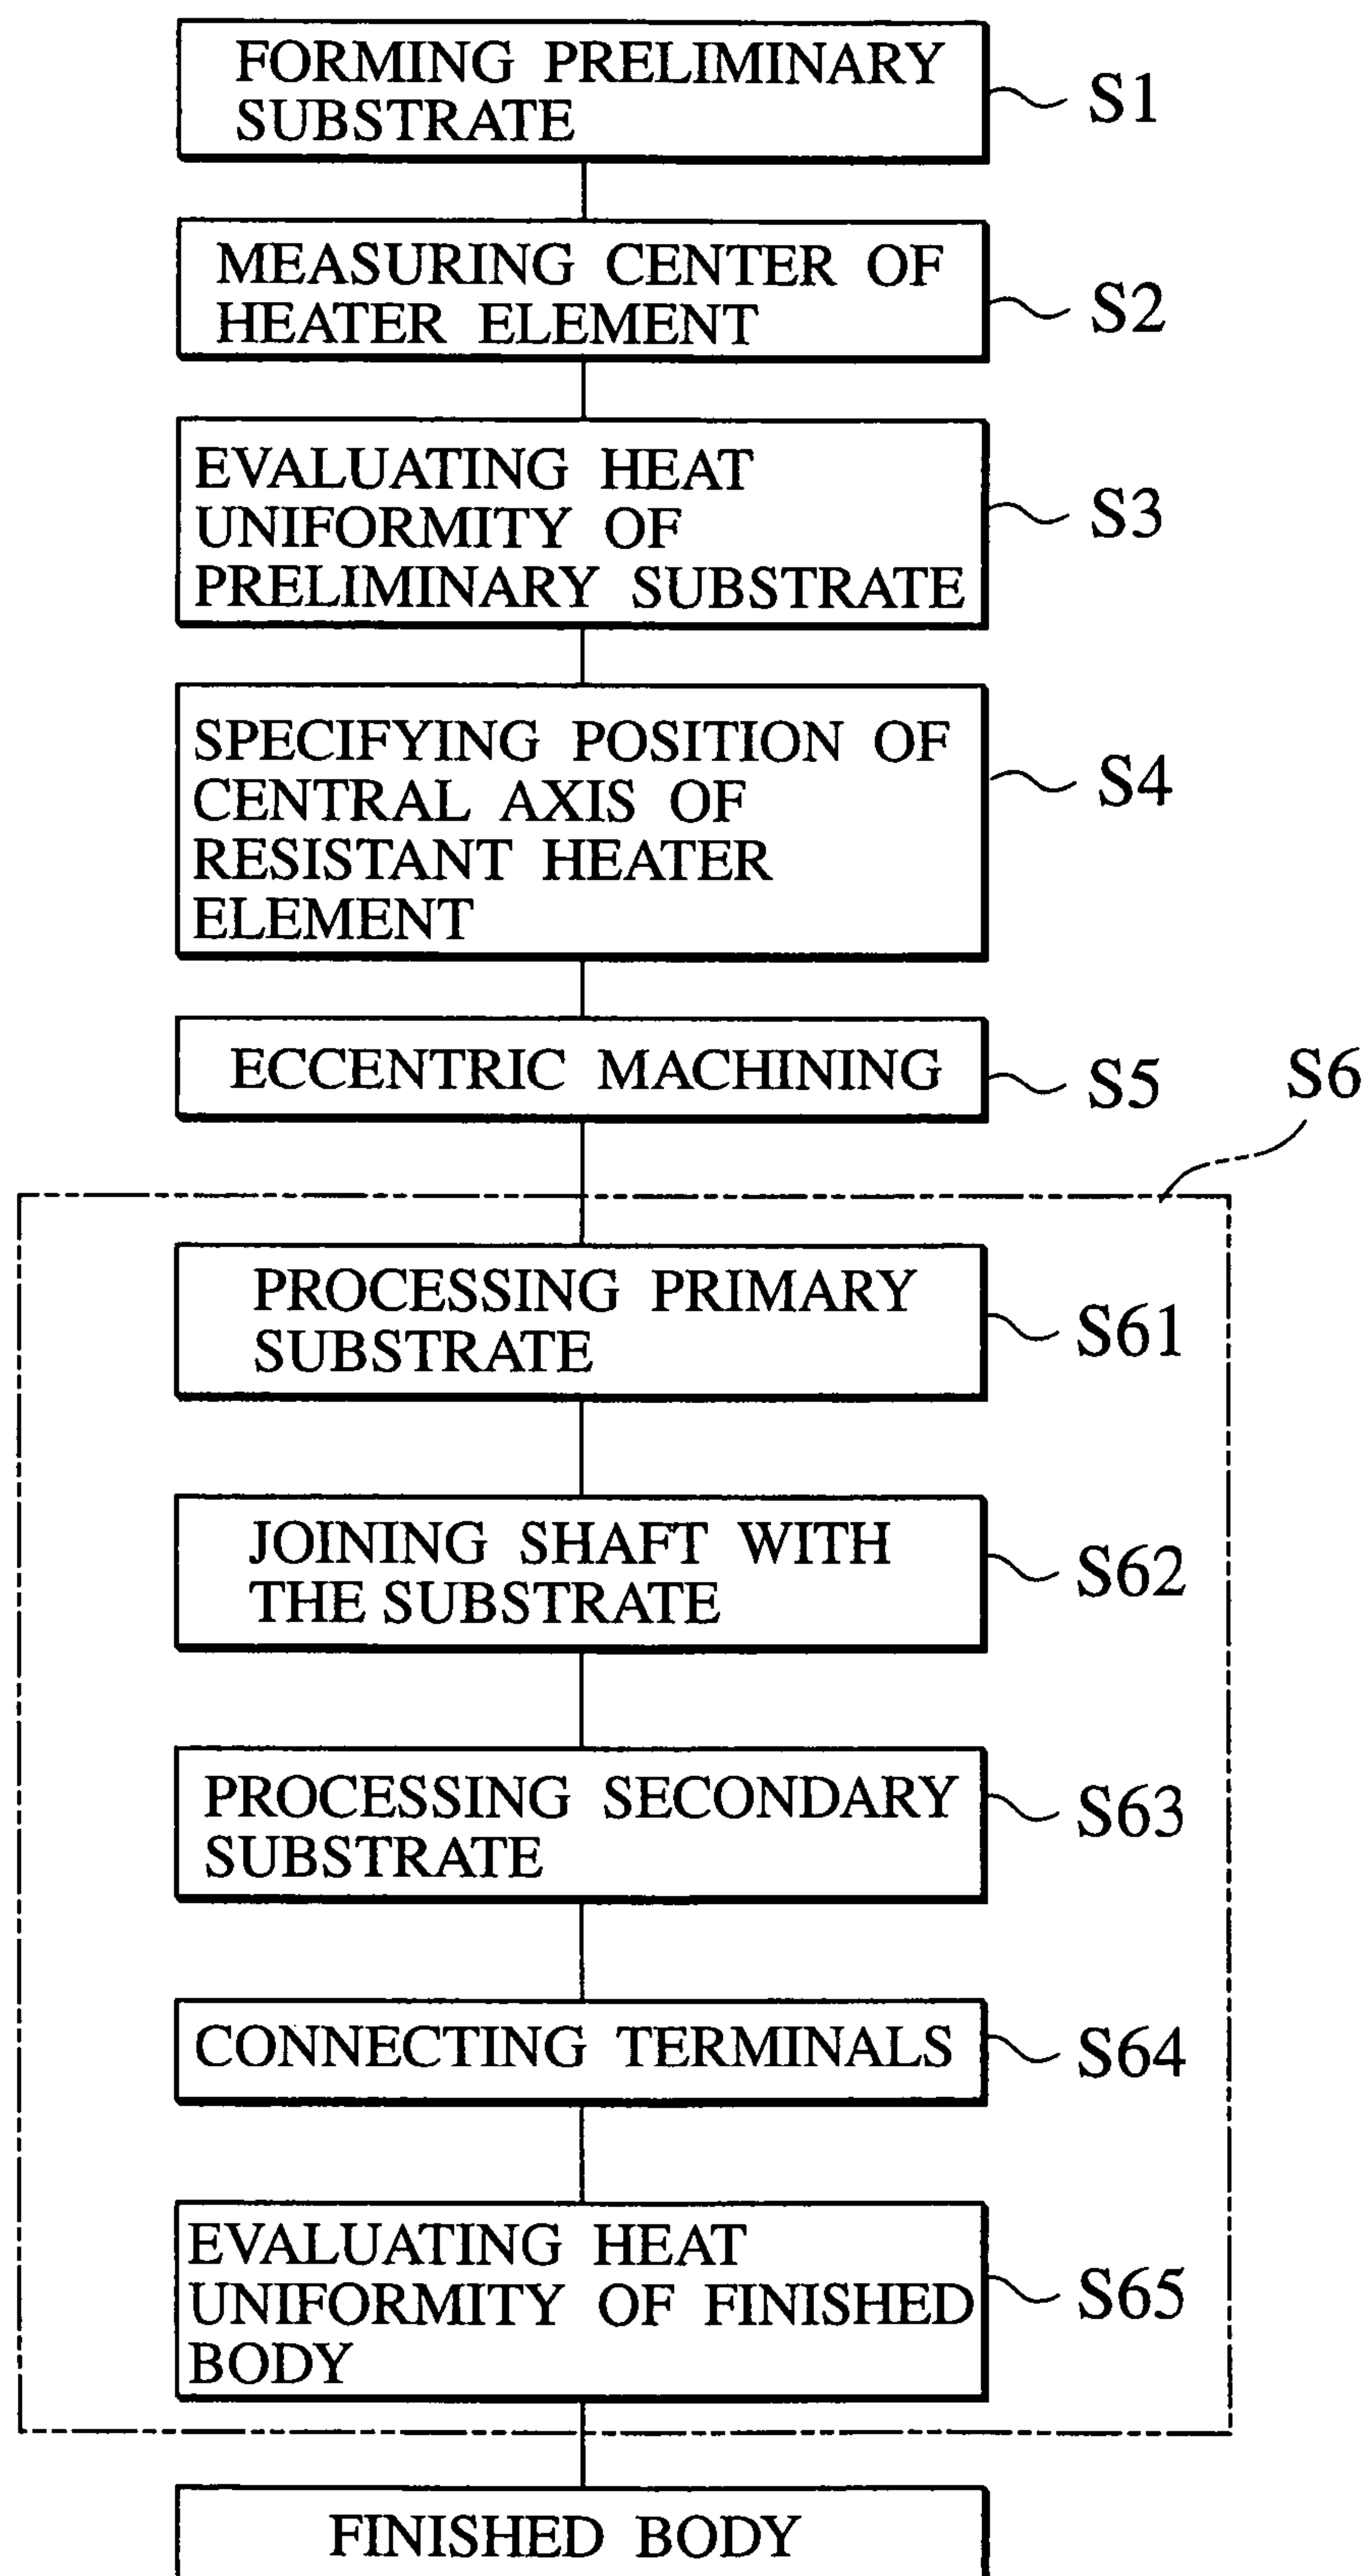 FORMING PRELIMINARY
SUBSTRATE
S1
MEASURING CENTER OF
HEATER ELEMENT
S2
EVALUATING HEAT
UNIFORMITY OF
PRELIMINARY SUBSTRATE
S3
SPECIFYING POSITION OF
CENTRAL AXIS OF
RESISTANT HEATER
ELEMENT
S4
ECCENTRIC MACHINING
S5
S6
PROCESSING PRIMARY
SUBSTRATE
S61
JOINING SHAFT WITH
THE SUBSTRATE
S62
PROCESSING SECONDARY
SUBSTRATE
S63
CONNECTING TERMINALS
S64
EVALUATING HEAT
UNIFORMITY OF FINISHED
BODY
S65
FINISHED BODY